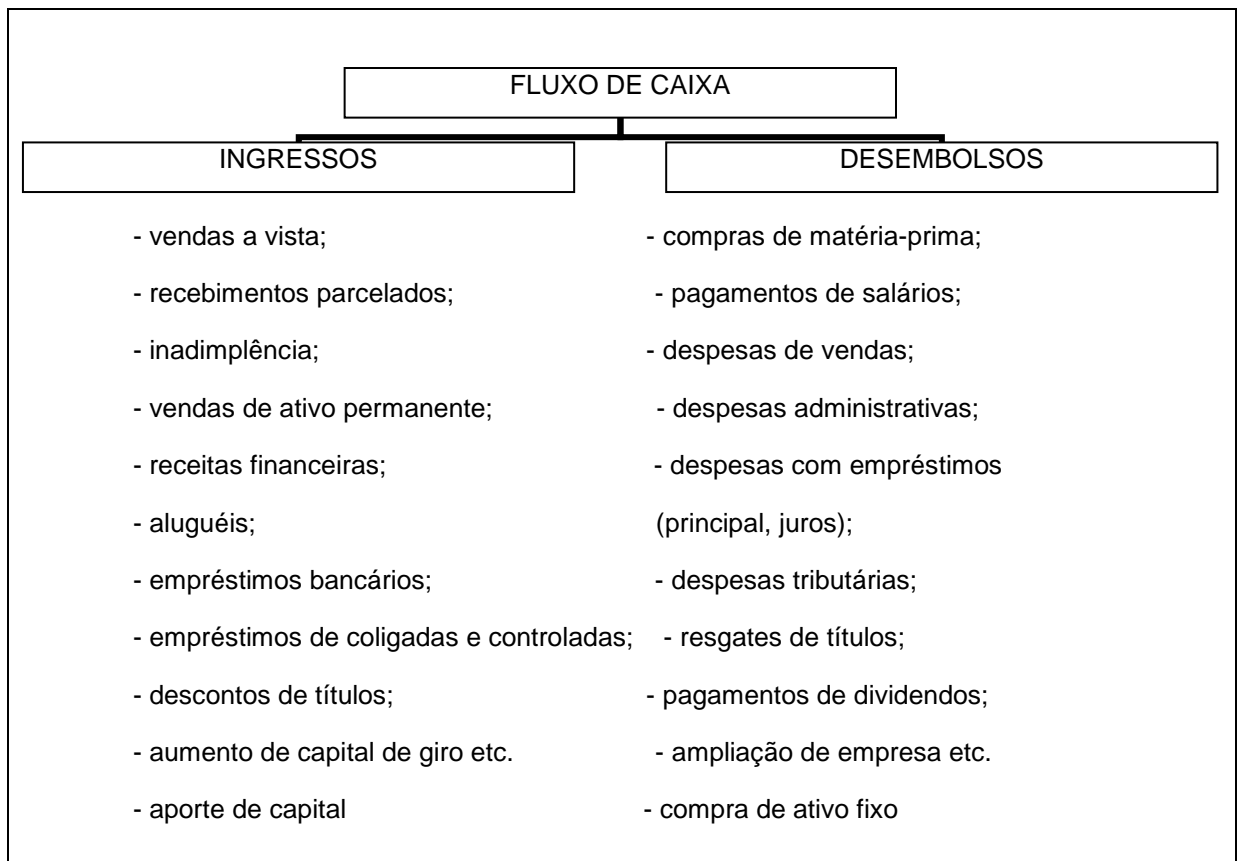 FLUXO DE CAIXA
INGRESSOS
- vendas a vista;
- recebimentos parcelados;
- inadimplência;
- vendas de ativo permanente;
- receitas financeiras;
- aluguéis;
- empréstimos bancários;
- empréstimos de coligadas e controladas;
- descontos de títulos;
- aumento de capital de giro etc.
- aporte de capital
DESEMBOLSOS
- compras de matéria-prima;
- pagamentos de salários;
- despesas de vendas;
- despesas administrativas;
- despesas com empréstimos
(principal, juros);
- despesas tributárias;
- resgates de títulos;
- pagamentos de dividendos;
- ampliação de empresa etc.
- compra de ativo fixo